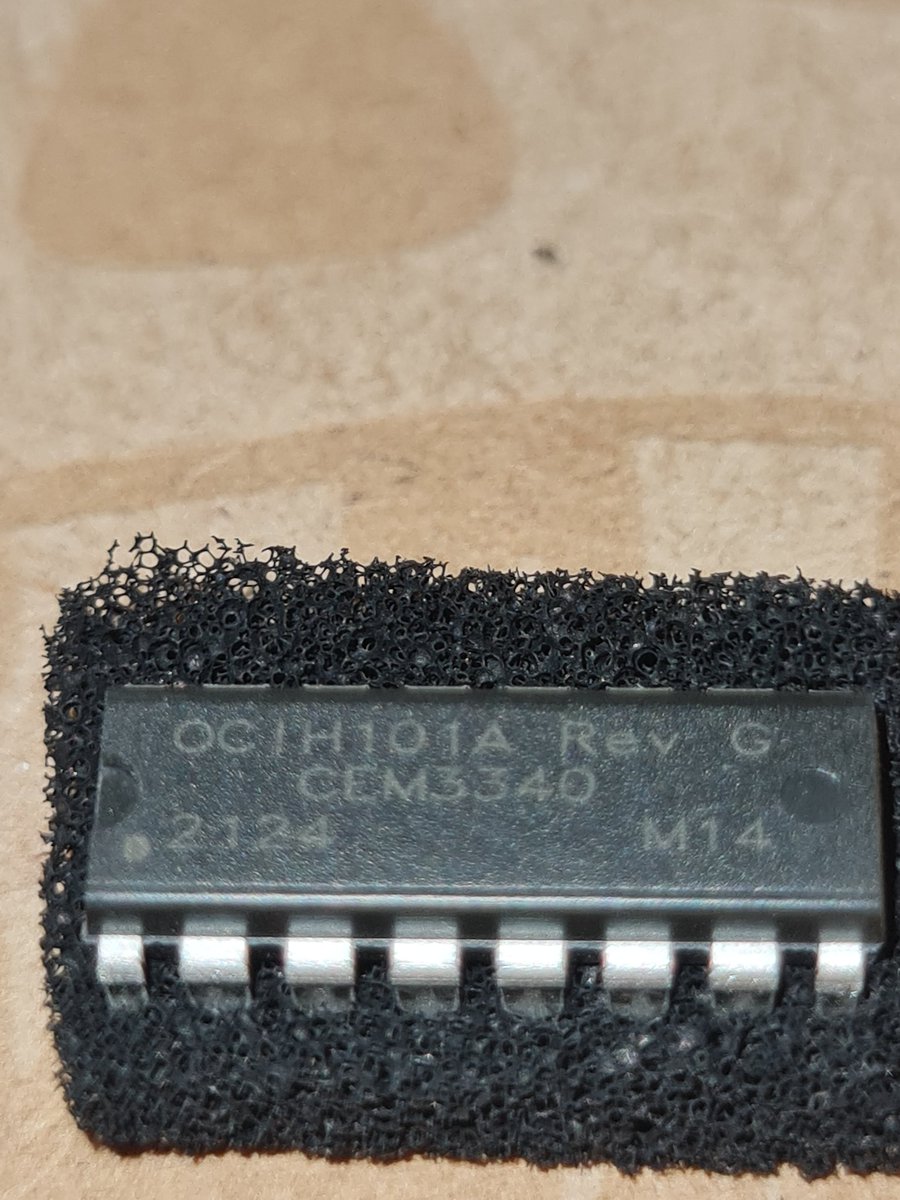 OCIH101A Rev G
CEM3340
2124 M14